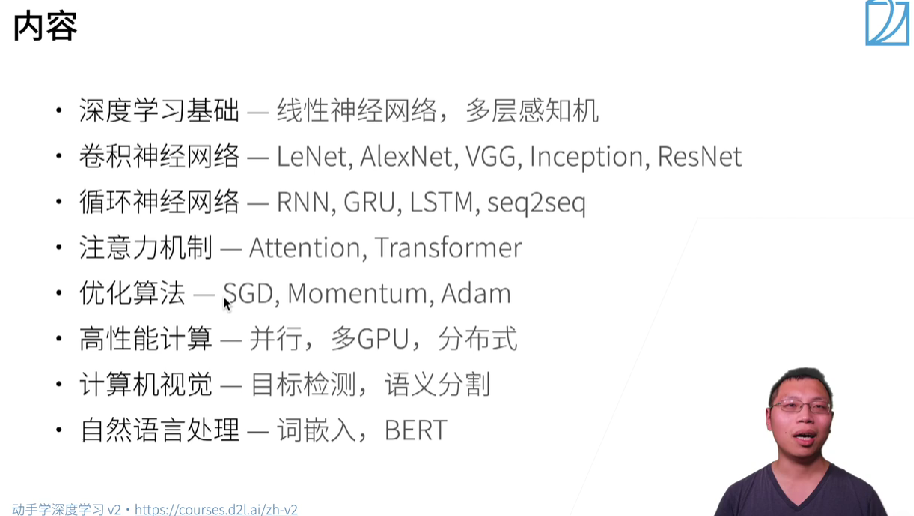 内容
• 深度学习基础 — 线性神经网络，多层感知机
• 卷积神经网络 — LeNet, AlexNet, VGG, Inception, ResNet
• 循环神经网络 — RNN, GRU, LSTM, seq2seq
• 注意力机制 — Attention, Transformer
• 优化算法 — SGD, Momentum, Adam
• 高性能计算 — 并行，多GPU，分布式
• 计算机视觉 — 目标检测，语义分割
• 自然语言处理 — 词嵌入，BERT
动手学深度学习 v2 • https://courses.d2l.ai/zh-v2